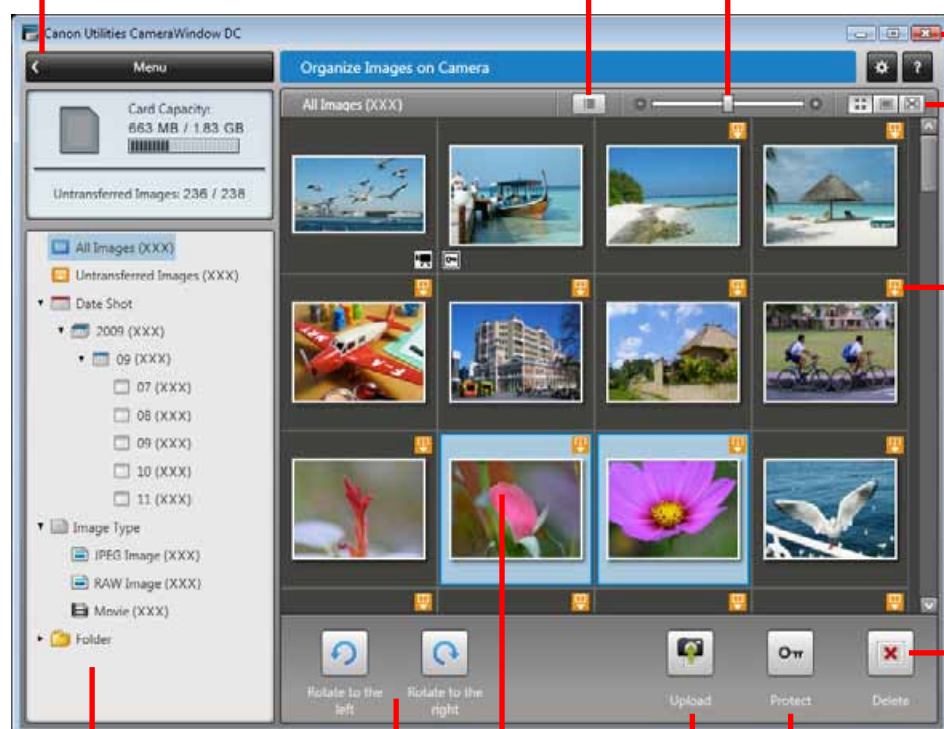 Canon Utilities CameraWindow DC
Menu
Organize Images on Camera
?
Card Capacity:
663 MB / 1.83 GB
Untransferred Images: 236 / 238
All Images (XXX)
All Images (XXX)
Untransferred Images (XXX)
Date Shot
2009 (XXX)
09 (XXX)
07 (XXX)
08 (XXX)
09 (XXX)
10 (XXX)
11 (XXX)
Image Type
JPEG Image (XXX)
RAW Image (XXX)
Movie (XXX)
Folder
Rotate to the
left
Rotate to the
right
Upload
Protect
Delete